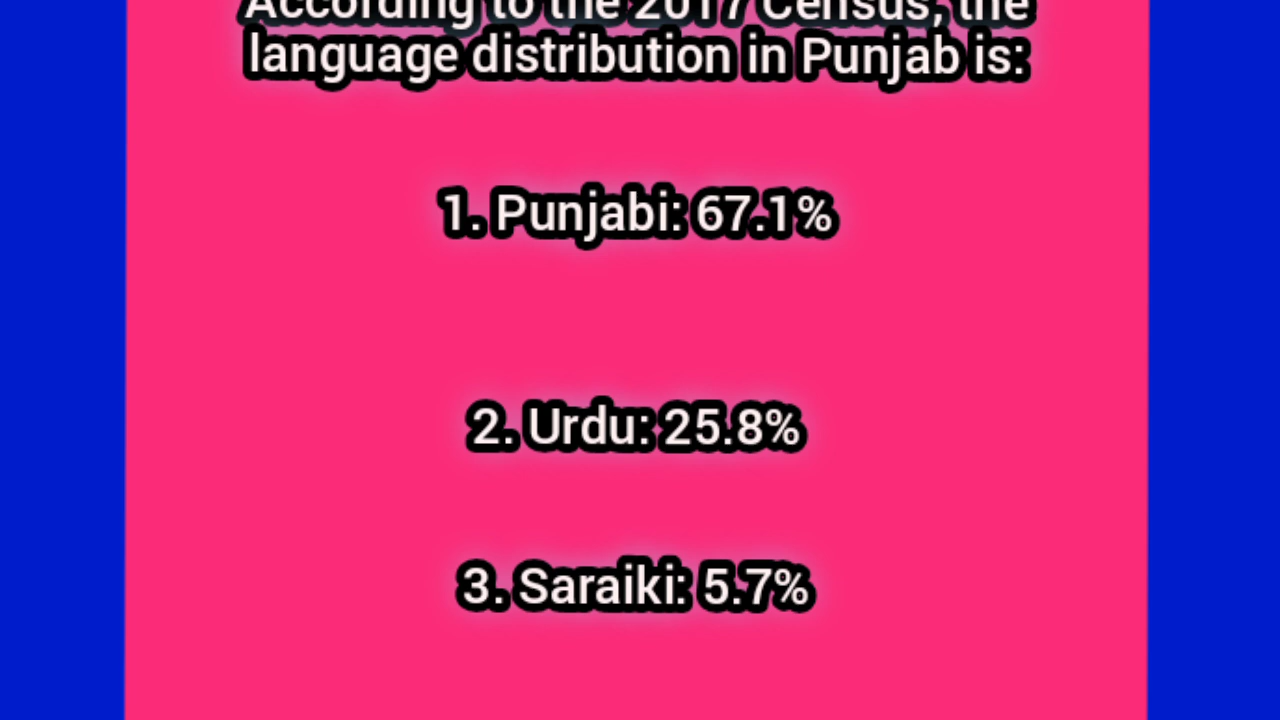 According to the 2017 Census, the
language distribution in Punjab is:
1. Punjabi: 67.1%
2. Urdu: 25.8%
3. Saraiki: 5.7%